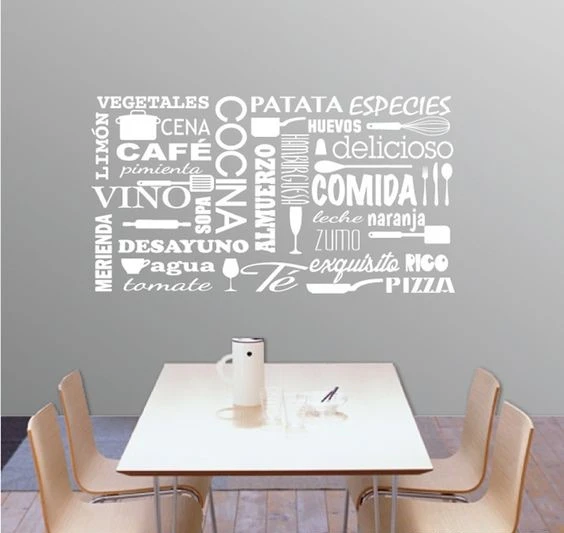 VEGETALES
LIMÓN
CENA
CAFÉ
pimienta
VINO
SOPA
COCINA
MERIENDA
DESAYUNO
agua
tomate
PATATA ESPECIES
HUEVOS
HAMBURGUESA
delicioso
ALMUERZO
COMIDA
leche naranja
ZUMO
exquisito RICO
Té
PIZZA